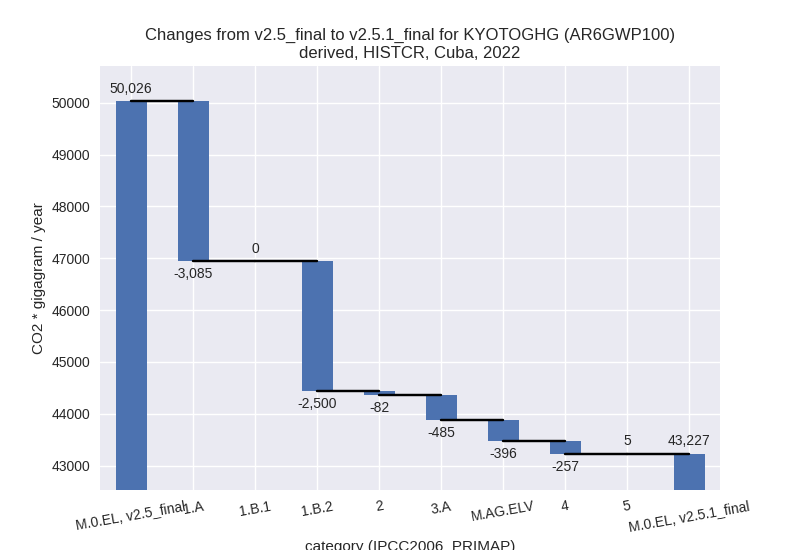 Changes from v2.5_final to v2.5.1_final for KYOTOGHG (AR6GWP100)
derived, HISTCR, Cuba, 2022
50,026
50000
49000
48000
0
47000
-3,085
46000
45000
-2,500
-82
44000
-485
5
43,227
-396
-257
43000
CO2 * gigagram / year
M.0.EL, v2.5_final
1.A
1.B.1
1.B.2
2
3.A
M.AG.ELV
4
5
M.0.EL, v2.5.1_final
category (IPCC2006_PRIMAP)